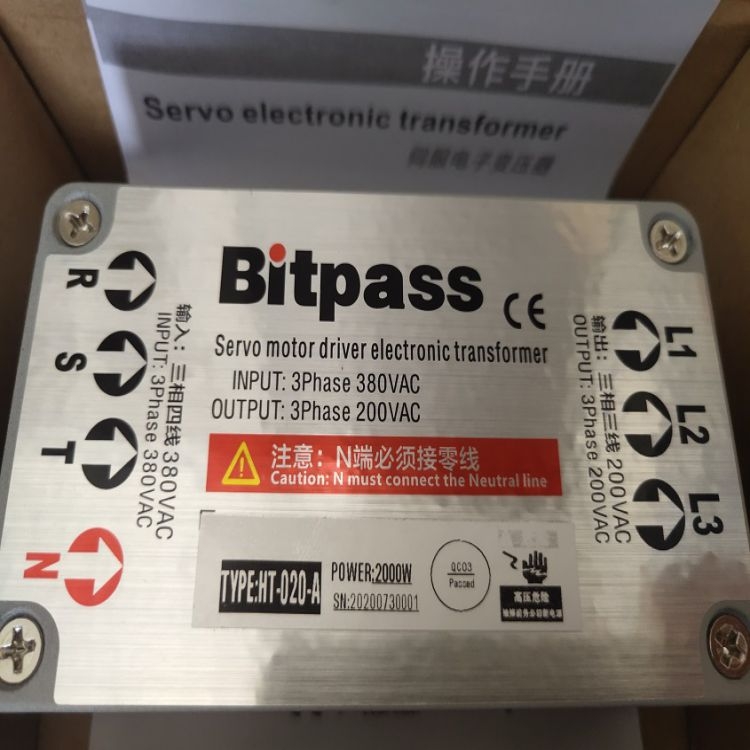 操作手册
Servo electronic transformer
伺服电子变压器
Bitpass
CE
Servo motor driver electronic transformer
INPUT: 3Phase 380VAC
OUTPUT: 3Phase 200VAC
注意：N端必须接零线
Caution: N must connect the Neutral line
R
S
T
N
输入：三相四线 380VAC
INPUT: 3Phase 380VAC
L1
L2
L3
输出：三相三线 200VAC
OUTPUT: 3Phase 200VAC
TYPE:HT-020-A
POWER:2000W
SN:20200730001
QC03
Passed
高压危险